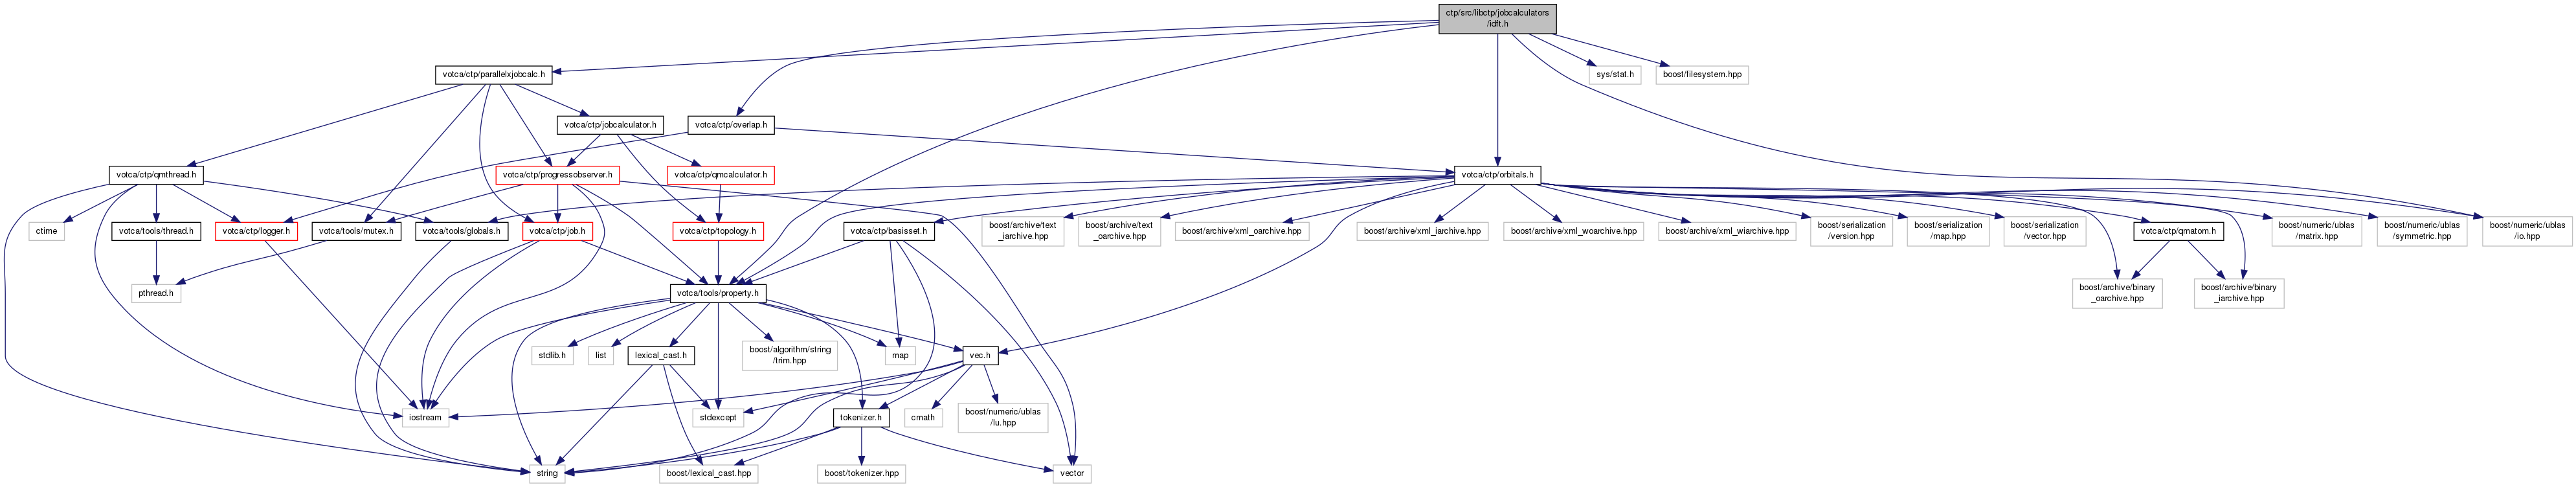 ctp/src/libctp/jobcalculators
/idft.h
votca/ctp/parallelxjobcalc.h
sys/stat.h
boost/filesystem.hpp
votca/ctp/jobcalculator.h
votca/ctp/overlap.h
votca/ctp/qmthread.h
votca/ctp/progressobserver.h
votca/ctp/qmcalculator.h
votca/ctp/orbitals.h
ctime
votca/tools/thread.h
votca/ctp/logger.h
votca/tools/mutex.h
votca/tools/globals.h
votca/ctp/job.h
votca/ctp/topology.h
votca/ctp/basisset.h
boost/archive/text
_iarchive.hpp
boost/archive/text
_oarchive.hpp
boost/archive/xml_oarchive.hpp
boost/archive/xml_iarchive.hpp
boost/archive/xml_woarchive.hpp
boost/archive/xml_wiarchive.hpp
boost/serialization
/version.hpp
boost/serialization
/map.hpp
boost/serialization
/vector.hpp
votca/ctp/qmatom.h
boost/numeric/ublas
/matrix.hpp
boost/numeric/ublas
/symmetric.hpp
boost/numeric/ublas
/io.hpp
pthread.h
votca/tools/property.h
boost/archive/binary
_oarchive.hpp
boost/archive/binary
_iarchive.hpp
stdlib.h
list
lexical_cast.h
boost/algorithm/string
/trim.hpp
map
vec.h
iostream
stdexcept
tokenizer.h
cmath
boost/numeric/ublas
/lu.hpp
string
boost/lexical_cast.hpp
boost/tokenizer.hpp
vector